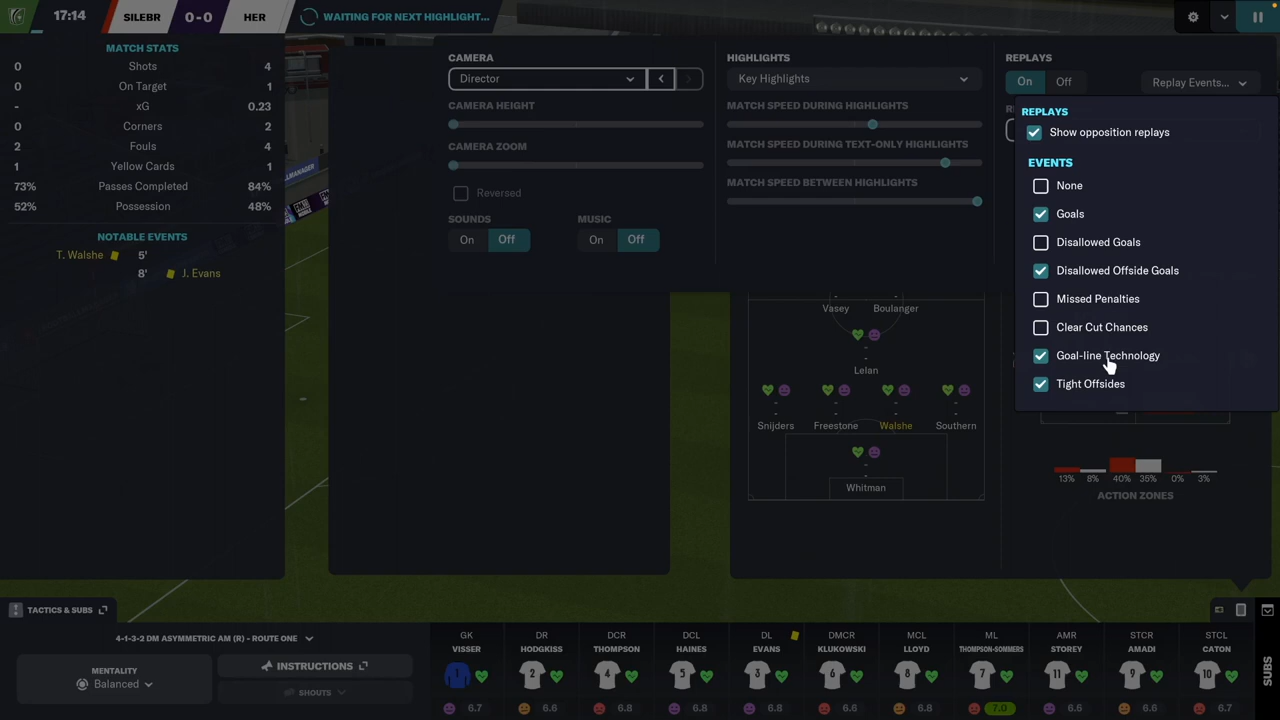 17:14
SILEBR
0-0
HER
WAITING FOR NEXT HIGHLIGHT...
MATCH STATS
0 Shots 4
0 On Target 1
- xG 0.23
0 Corners 2
2 Fouls 4
1 Yellow Cards 1
73% Passes Completed 84%
52% Possession 48%
NOTABLE EVENTS
T. Walshe 5'
8' J. Evans
CAMERA
Director
CAMERA HEIGHT
CAMERA ZOOM
Reversed
SOUNDS
On Off
MUSIC
On Off
HIGHLIGHTS
Key Highlights
MATCH SPEED DURING HIGHLIGHTS
MATCH SPEED DURING TEXT-ONLY HIGHLIGHTS
MATCH SPEED BETWEEN HIGHLIGHTS
REPLAYS
On Off
Replay Events...
REPLAYS
Show opposition replays
EVENTS
None
Goals
Disallowed Goals
Disallowed Offside Goals
Missed Penalties
Clear Cut Chances
Goal-line Technology
Tight Offsides
Vasey Boulanger
-
Lelan
- - - -
Snijders Freestone Walshe Southern
-
Whitman
13% 8% 40% 35% 0% 3%
ACTION ZONES
TACTICS & SUBS
4-1-3-2 DM ASYMMETRIC AM (R) - ROUTE ONE
MENTALITY
Balanced
INSTRUCTIONS
SHOUTS
GK DR DCR DCL DL DMCR MCL ML AMR STCR STCL
VISSER HODGKISS THOMPSON HAINES EVANS KLUKOWSKI LLOYD THOMPSON-SOMMERS STOREY AMADI CATON
1 2 4 5 3 6 8 7 11 9 10
6.7 6.6 6.8 6.8 6.8 6.6 6.8 7.0 6.6 6.6 6.7
SUBS